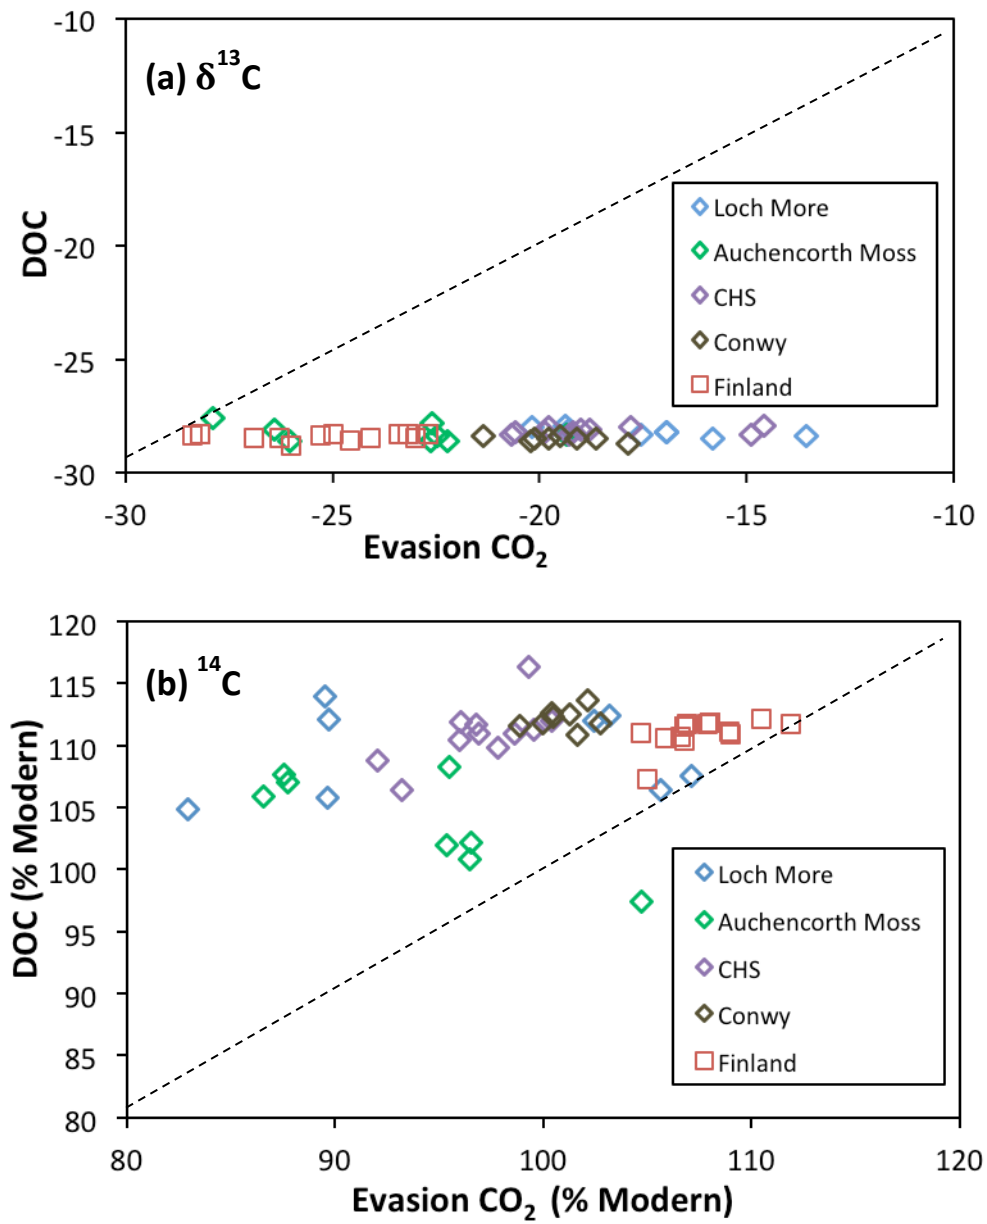 (a) δ¹³C
DOC
-10
-15
-20
-25
-30
-30 -25 -20 -15 -10
Evasion CO₂
Loch More
Auchencorth Moss
CHS
Conwy
Finland
(b) ¹⁴C
DOC (% Modern)
120
115
110
105
100
95
90
85
80
80 90 100 110 120
Evasion CO₂ (% Modern)
Loch More
Auchencorth Moss
CHS
Conwy
Finland